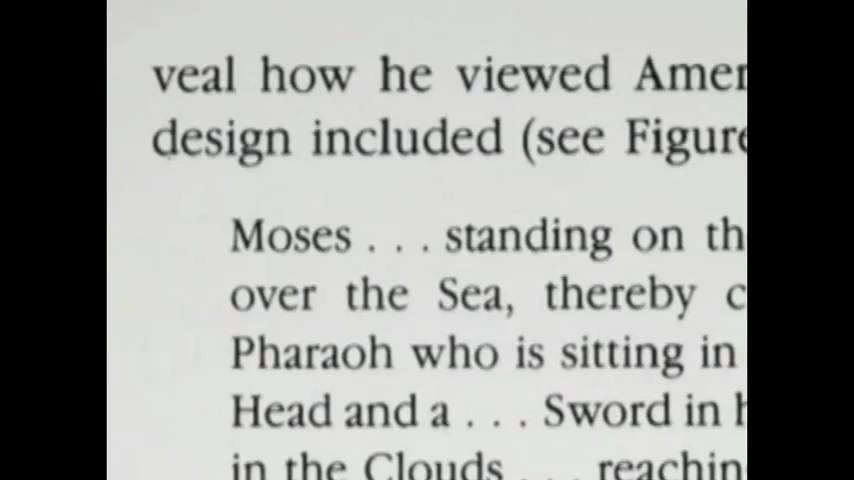 veal how he viewed Amer
design included (see Figure
Moses . . . standing on th
over the Sea, thereby c
Pharaoh who is sitting in
Head and a . . . Sword in h
in the Clouds . . . reaching